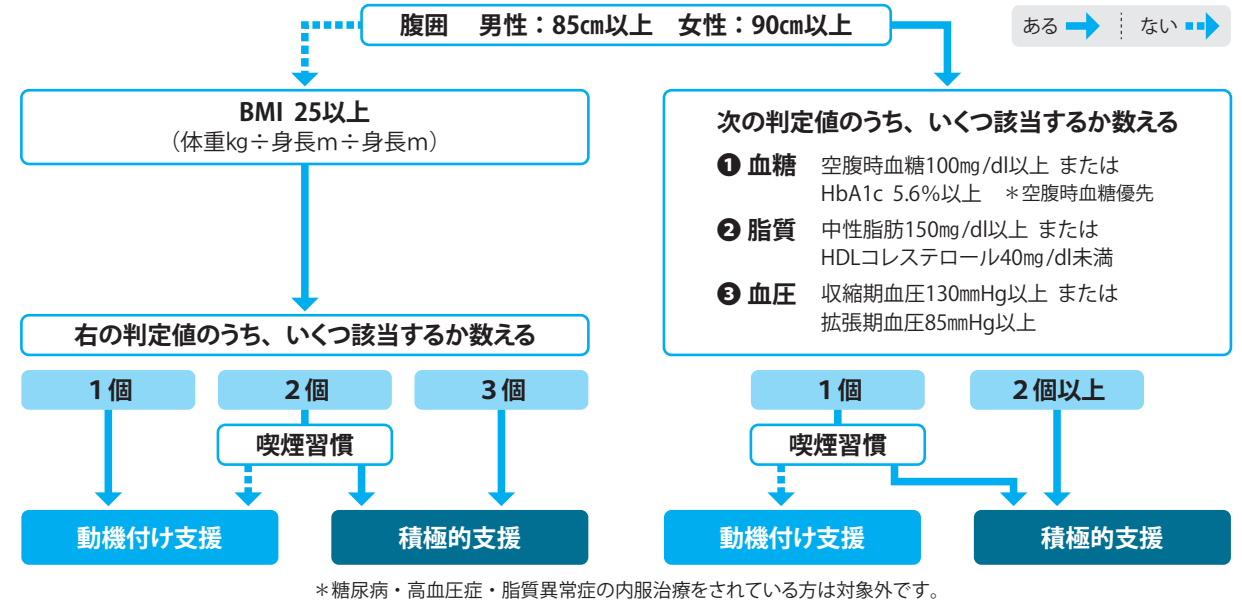 腹囲 男性：85㎝以上 女性：90㎝以上
ある ない
BMI 25以上
（体重kg÷身長m÷身長m）
次の判定値のうち、いくつ該当するか数える
❶ 血糖 空腹時血糖100㎎/dl以上 または
HbA1c 5.6%以上 ＊空腹時血糖優先
❷ 脂質 中性脂肪150㎎/dl以上 または
HDLコレステロール40㎎/dl未満
❸ 血圧 収縮期血圧130㎜Hg以上 または
拡張期血圧85㎜Hg以上
右の判定値のうち、いくつ該当するか数える
1個 2個 3個
喫煙習慣
動機付け支援 積極的支援
1個 2個以上
喫煙習慣
動機付け支援 積極的支援
＊糖尿病・高血圧症・脂質異常症の内服治療をされている方は対象外です。